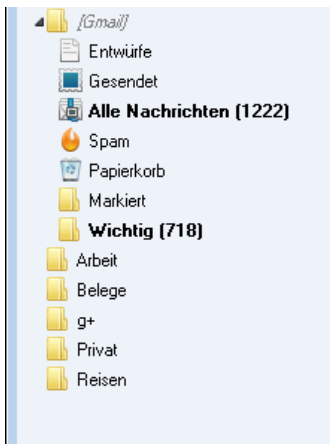 [Gmail]
Entwürfe
Gesendet
Alle Nachrichten (1222)
Spam
Papierkorb
Markiert
Wichtig (718)
Arbeit
Belege
g+
Privat
Reisen